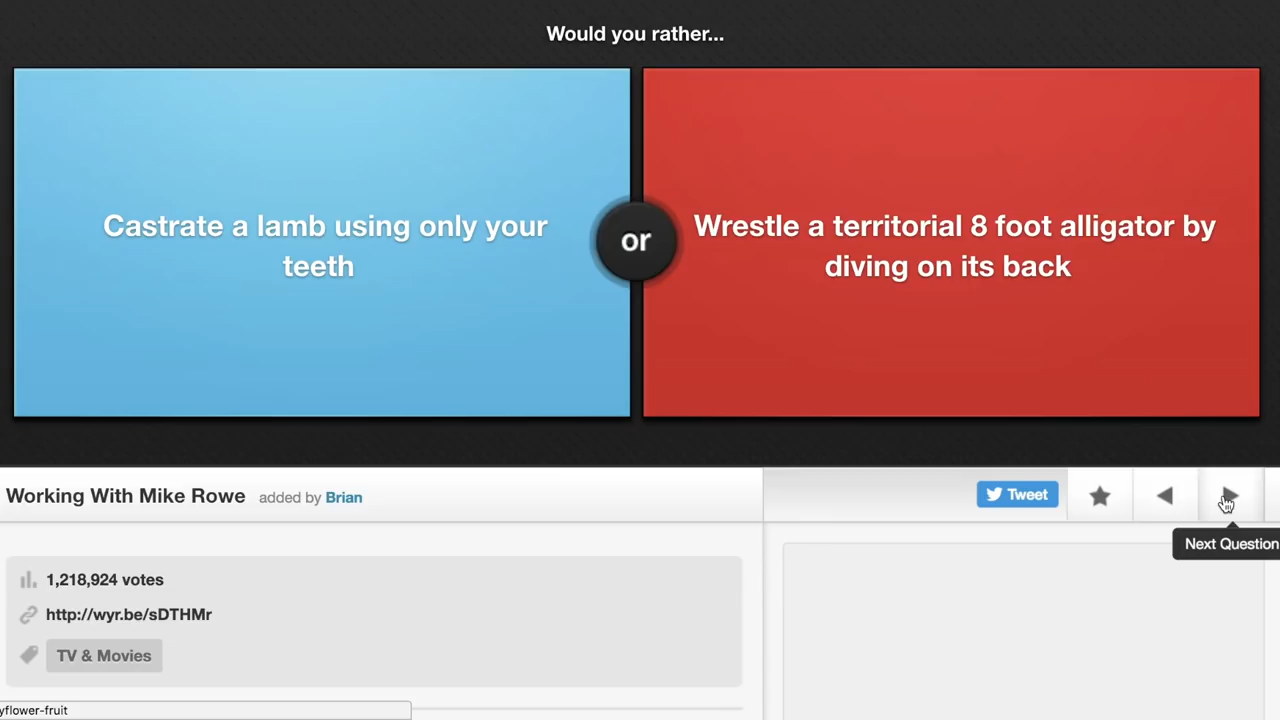 Would you rather...
Castrate a lamb using only your
teeth
or
Wrestle a territorial 8 foot alligator by
diving on its back
Working With Mike Rowe added by Brian
Tweet
Next Question
1,218,924 votes
http://wyr.be/sDTHMr
TV & Movies
yflower-fruit